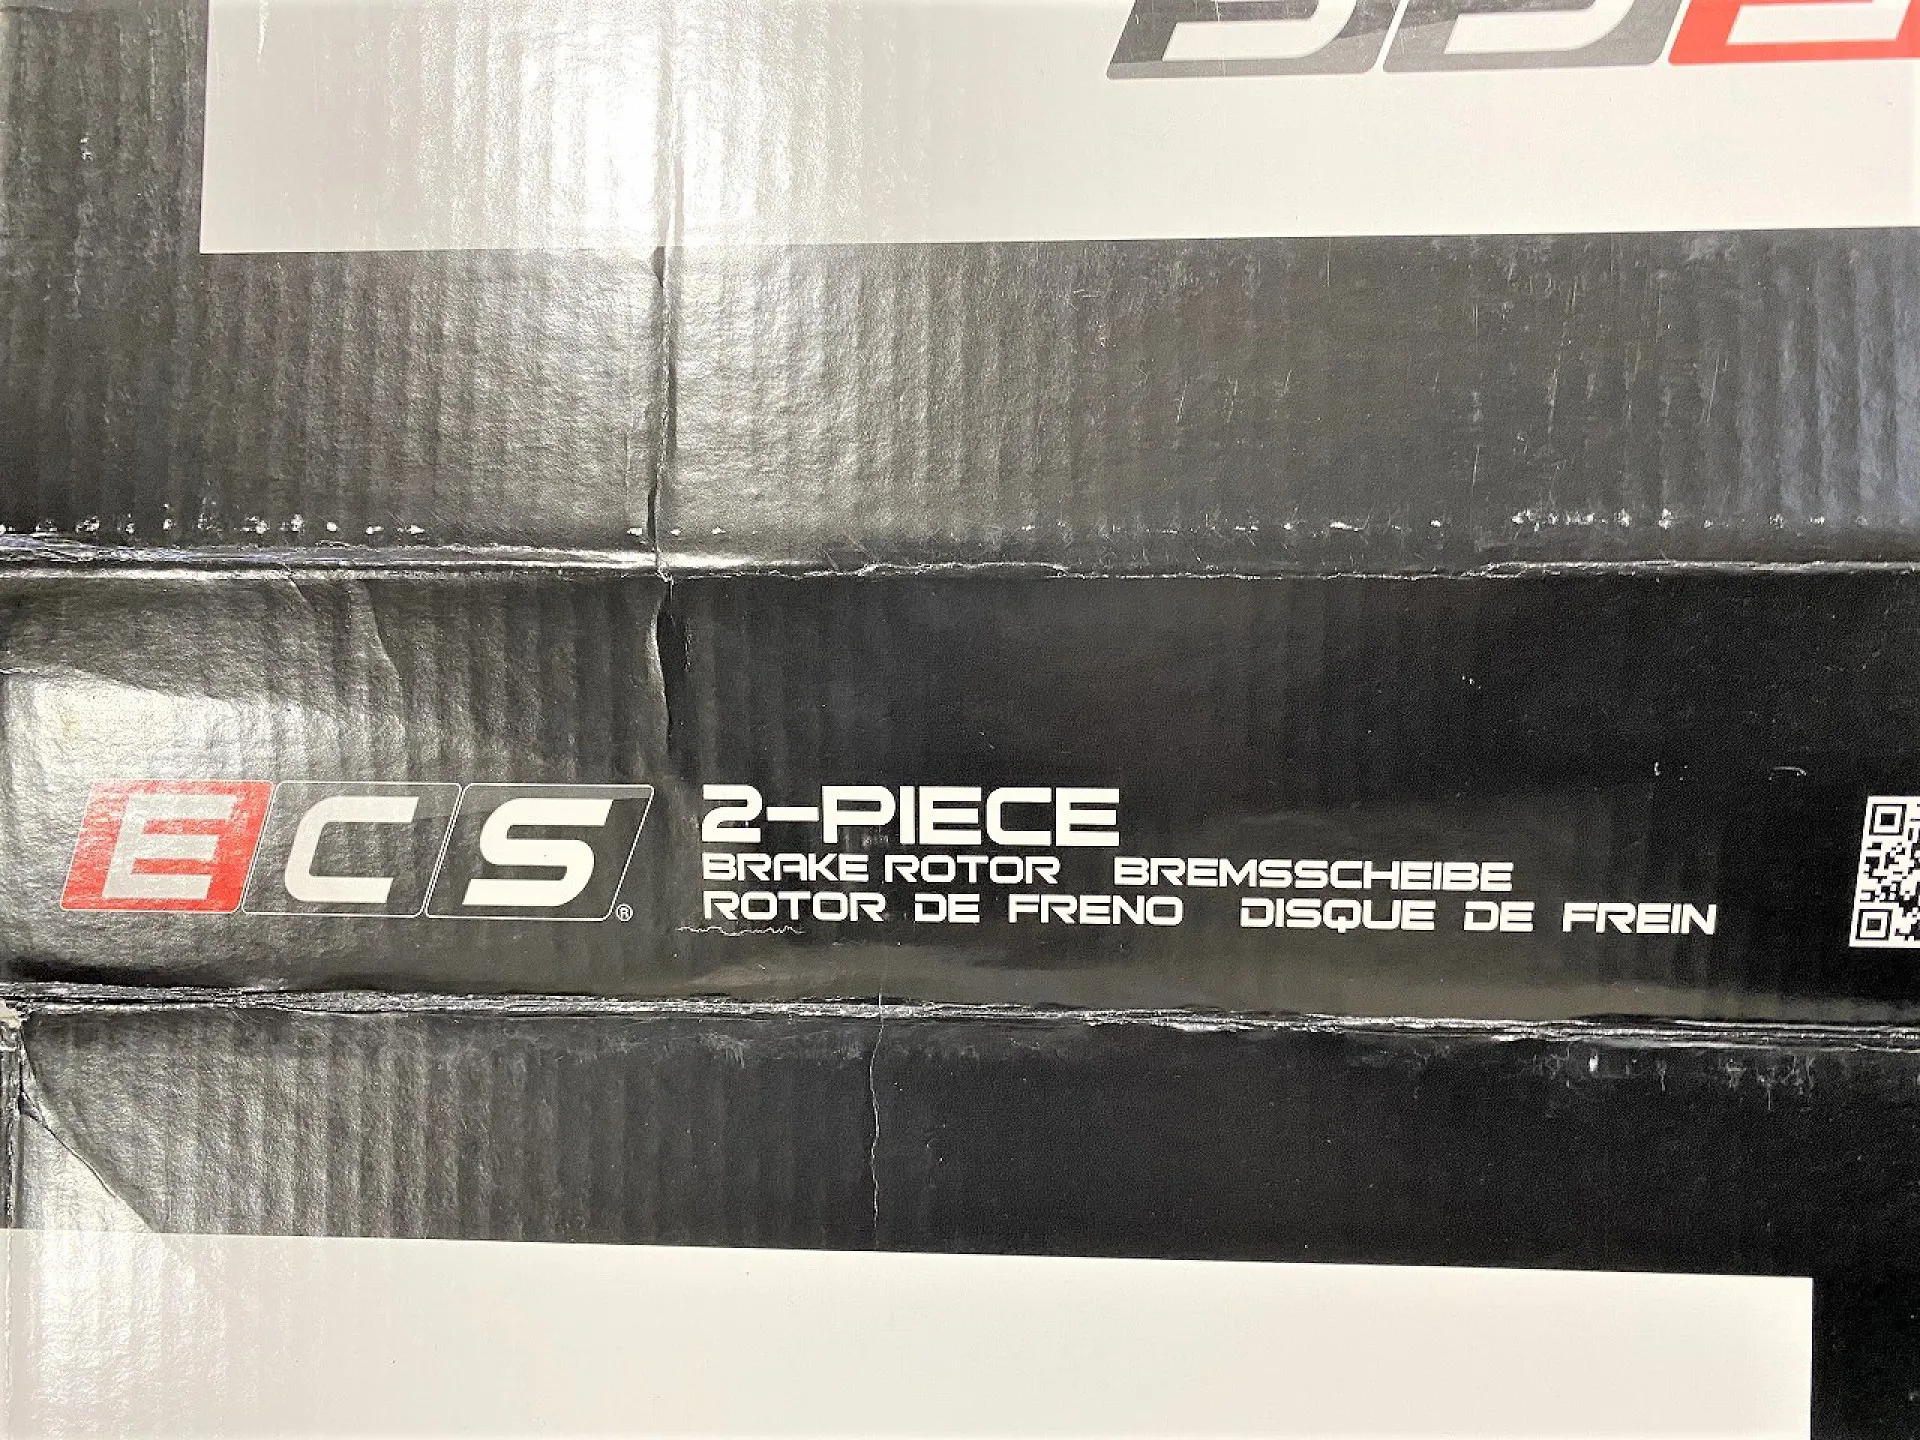 ECS®
2-PIECE
BRAKE ROTOR BREMSSCHEIBE
ROTOR DE FRENO DISQUE DE FREIN